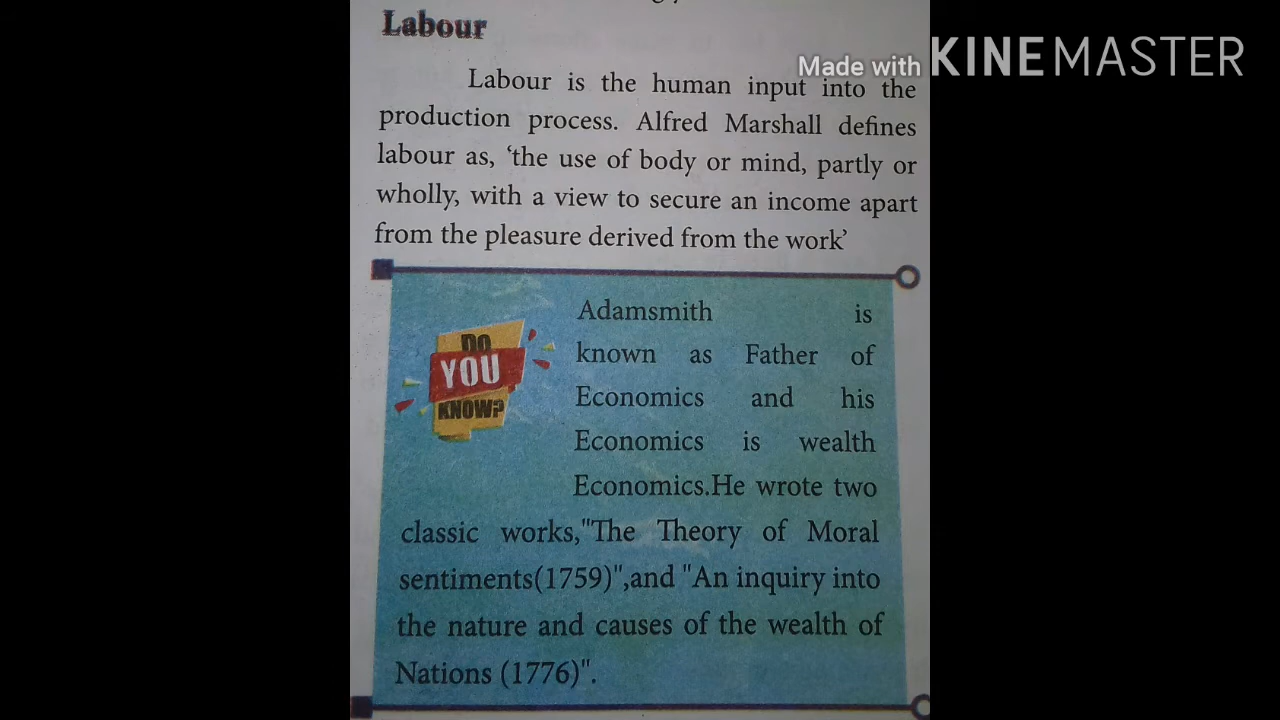 Labour
Made with KINEMASTER
Labour is the human input into the
production process. Alfred Marshall defines
labour as, ‘the use of body or mind, partly or
wholly, with a view to secure an income apart
from the pleasure derived from the work’
DO
YOU
KNOW?
Adamsmith is
known as Father of
Economics and his
Economics is wealth
Economics.He wrote two
classic works,"The Theory of Moral
sentiments(1759)",and "An inquiry into
the nature and causes of the wealth of
Nations (1776)".